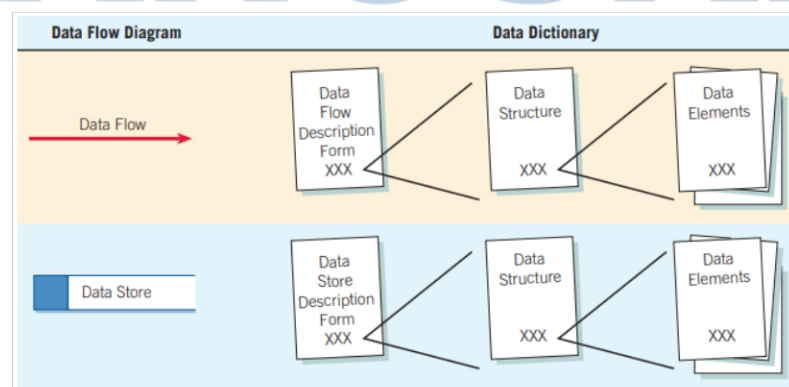 Data Flow Diagram
Data Dictionary
Data Flow
Data
Flow
Description
Form
XXX
Data
Structure
XXX
Data
Elements
XXX
Data Store
Data
Store
Description
Form
XXX
Data
Structure
XXX
Data
Elements
XXX